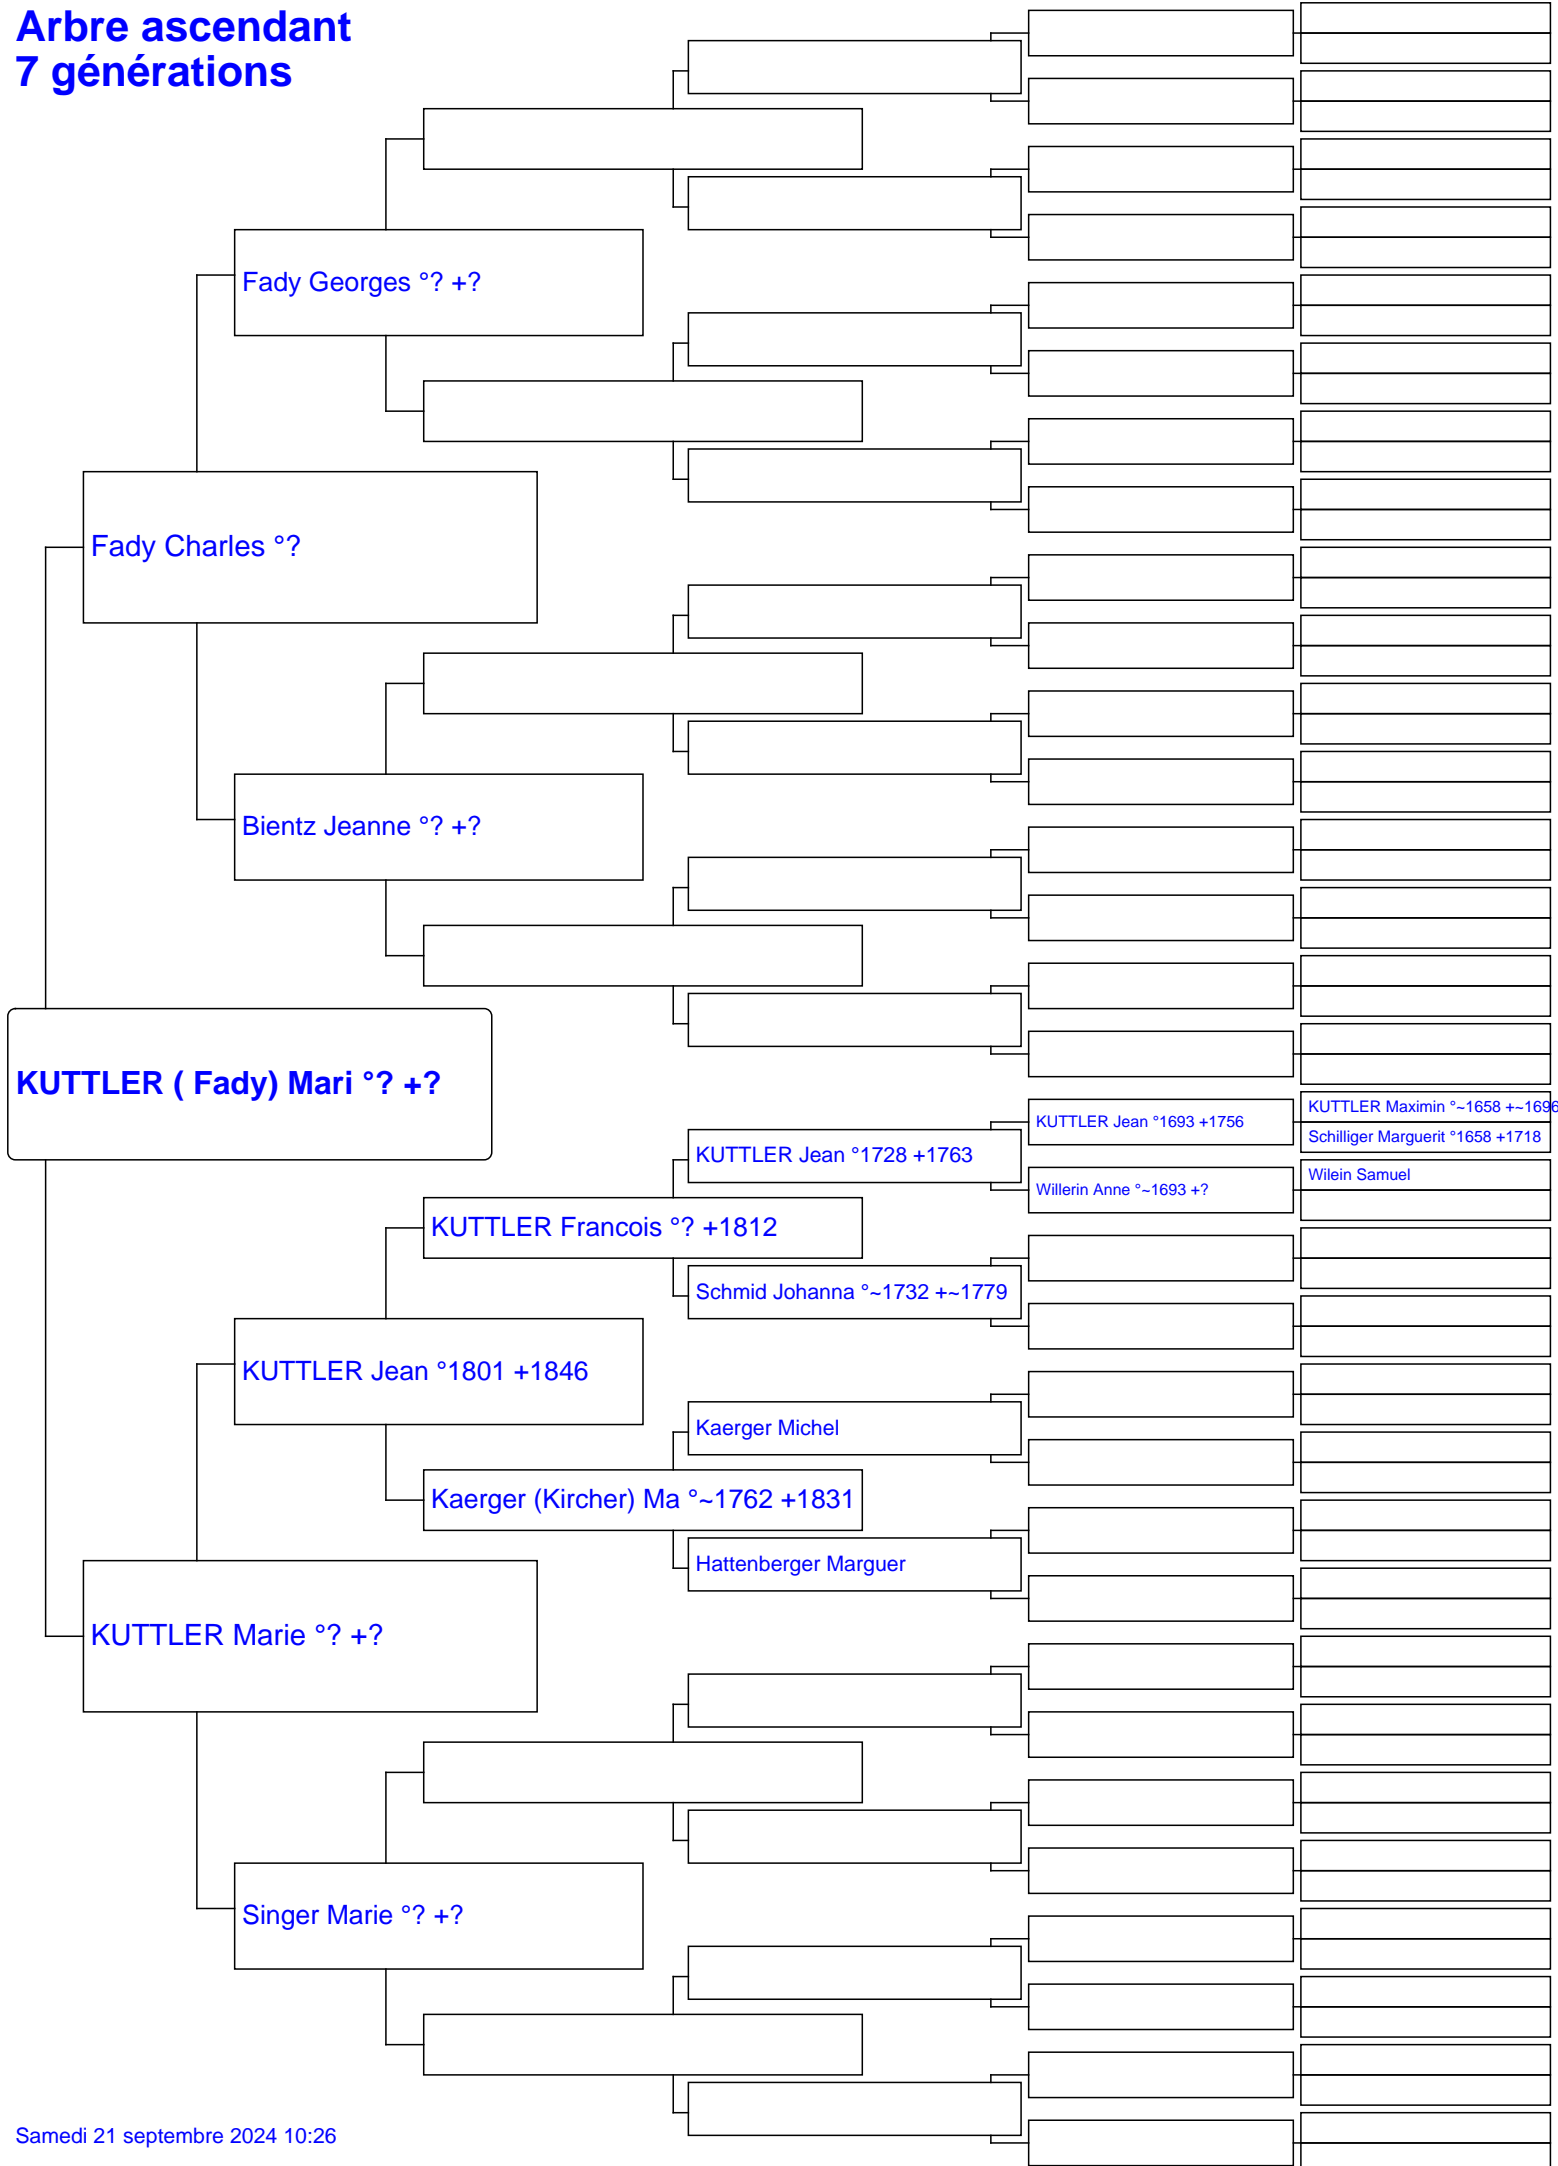 Arbre ascendant
7 générations
Fady Georges °? +?
Fady Charles °?
Bientz Jeanne °? +?
KUTTLER ( Fady) Mari °? +?
KUTTLER Maximin °~1658 +~1696
KUTTLER Jean °1693 +1756
Schilliger Marguerit °1658 +1718
KUTTLER Jean °1728 +1763
Wilein Samuel
Willerin Anne °~1693 +?
KUTTLER Francois °? +1812
Schmid Johanna °~1732 +~1779
KUTTLER Jean °1801 +1846
Kaerger Michel
Kaerger (Kircher) Ma °~1762 +1831
Hattenberger Marguer
KUTTLER Marie °? +?
Singer Marie °? +?
Samedi 21 septembre 2024 10:26